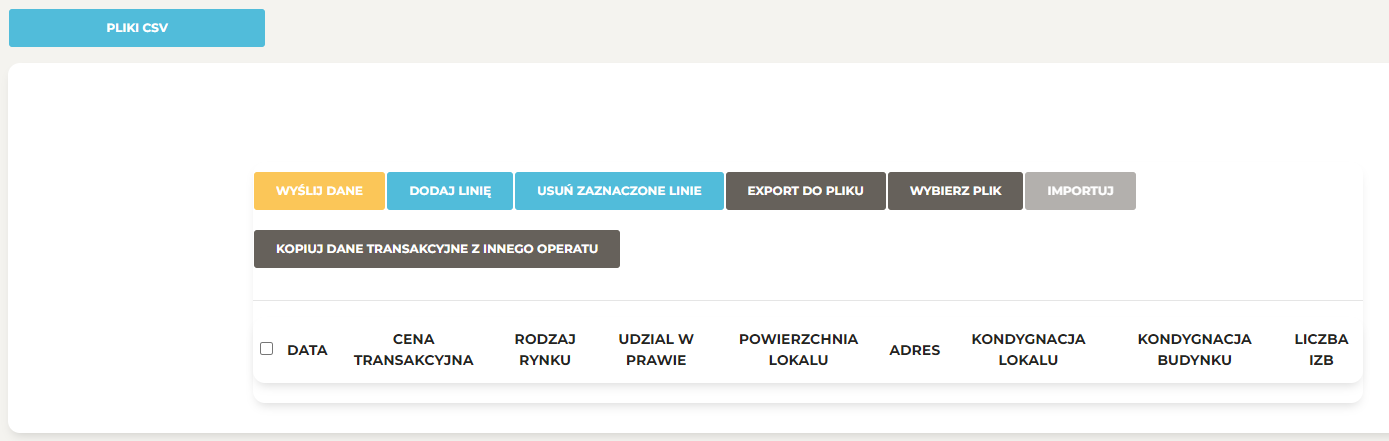 PLIKI CSV
WYŚLIJ DANE DODAJ LINIĘ USUŃ ZAZNACZONE LINIE EXPORT DO PLIKU WYBIERZ PLIK IMPORTUJ
KOPIUJ DANE TRANSAKCYJNE Z INNEGO OPERATU
DATA
CENA
TRANSAKCYJNA
RODZAJ
RYNKU
UDZIAL W
PRAWIE
POWIERZCHNIA
LOKALU
ADRES
KONDYGNACJA
LOKALU
KONDYGNACJA
BUDYNKU
LICZBA
IZB